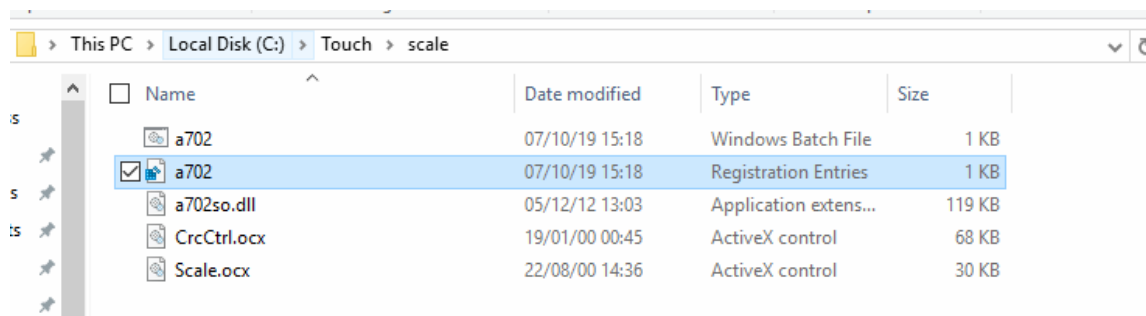 This PC > Local Disk (C:) > Touch > scale
Name Date modified Type Size
a702 07/10/19 15:18 Windows Batch File 1 KB
a702 07/10/19 15:18 Registration Entries 1 KB
a702so.dll 05/12/12 13:03 Application extens... 119 KB
CrcCtrl.ocx 19/01/00 00:45 ActiveX control 68 KB
Scale.ocx 22/08/00 14:36 ActiveX control 30 KB